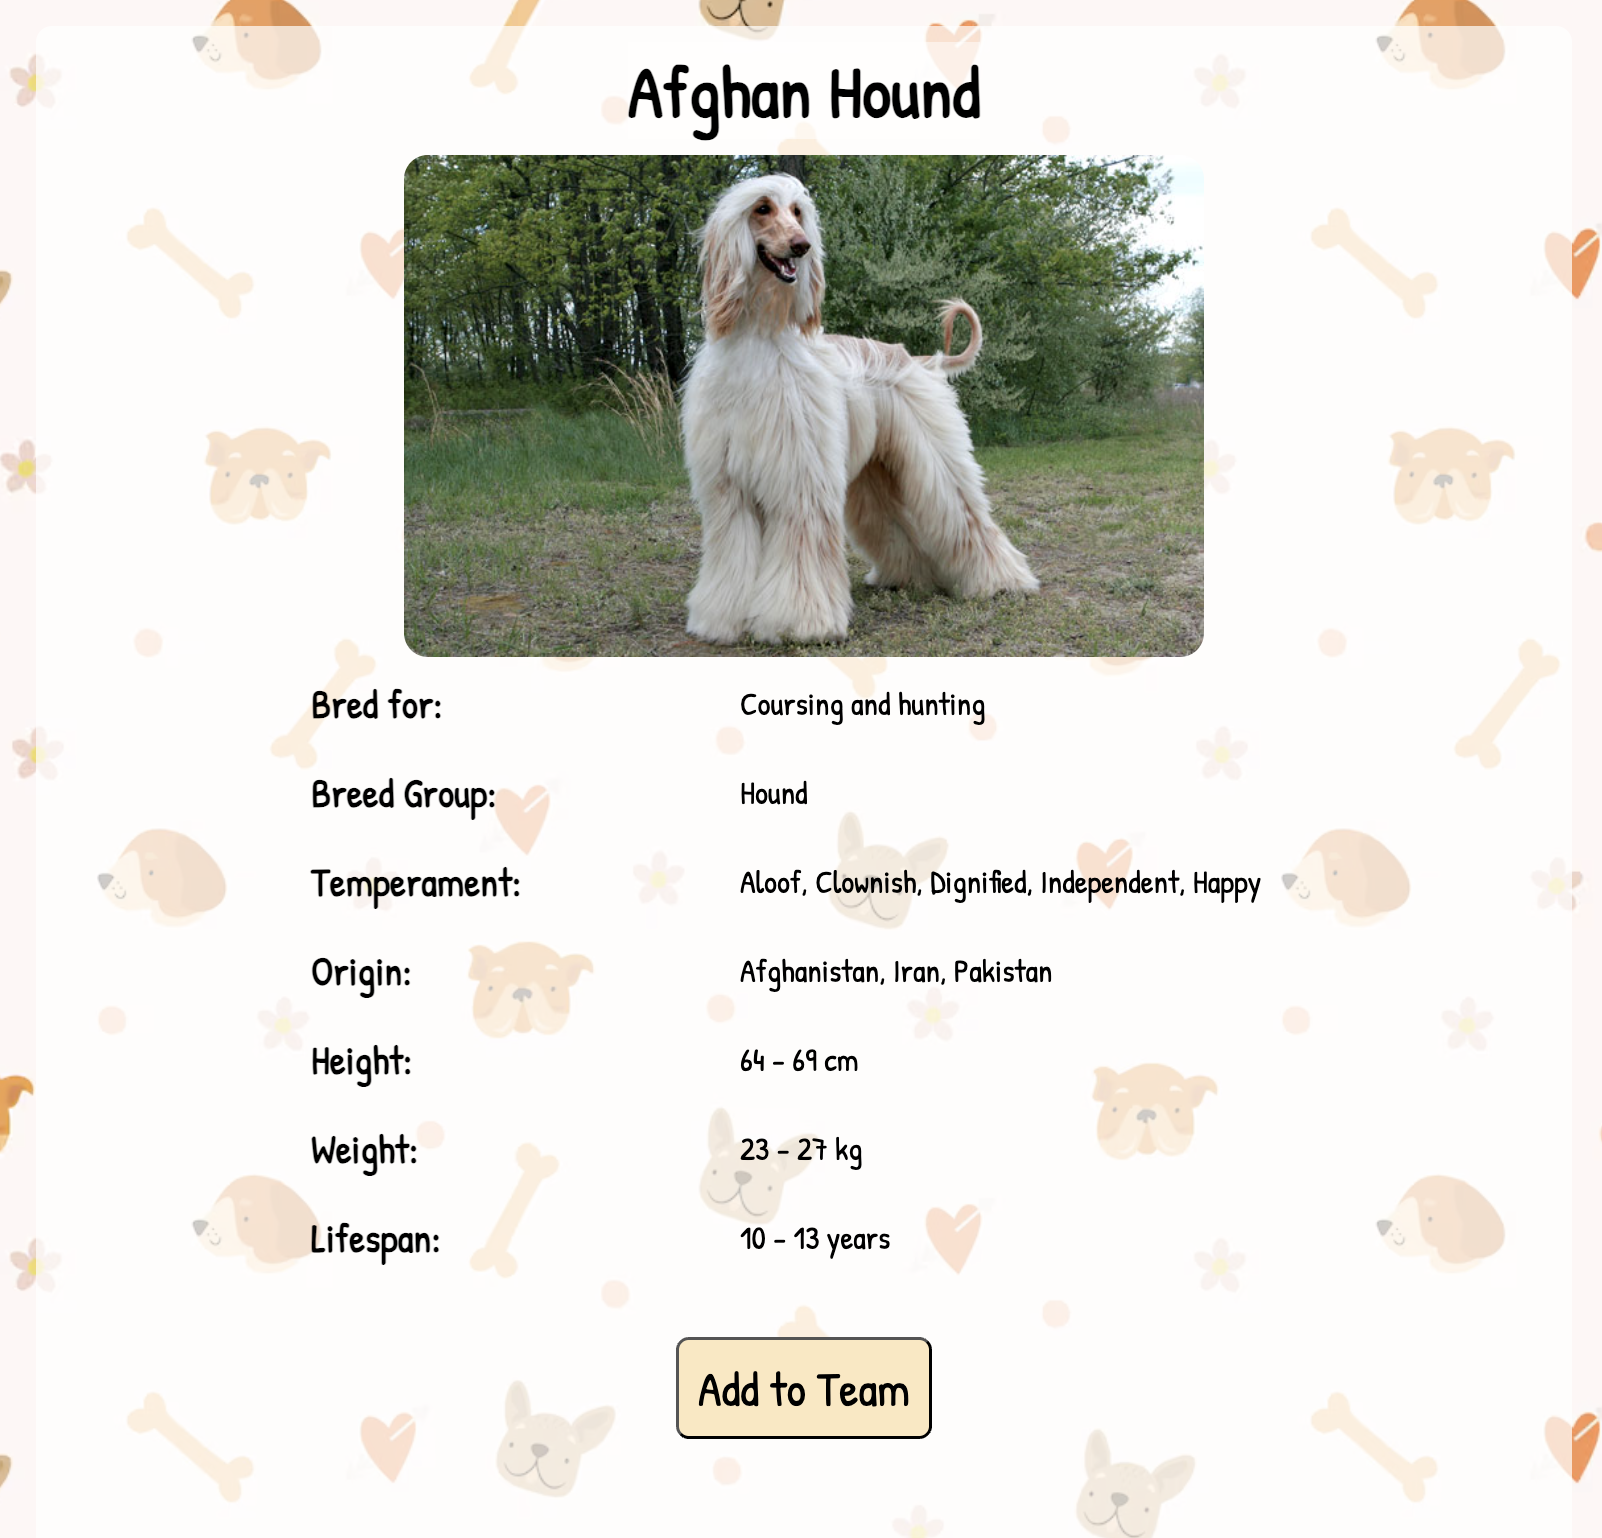 Afghan Hound
Bred for: Coursing and hunting
Breed Group: Hound
Temperament: Aloof, Clownish, Dignified, Independent, Happy
Origin: Afghanistan, Iran, Pakistan
Height: 64 - 69 cm
Weight: 23 - 27 kg
Lifespan: 10 - 13 years
Add to Team